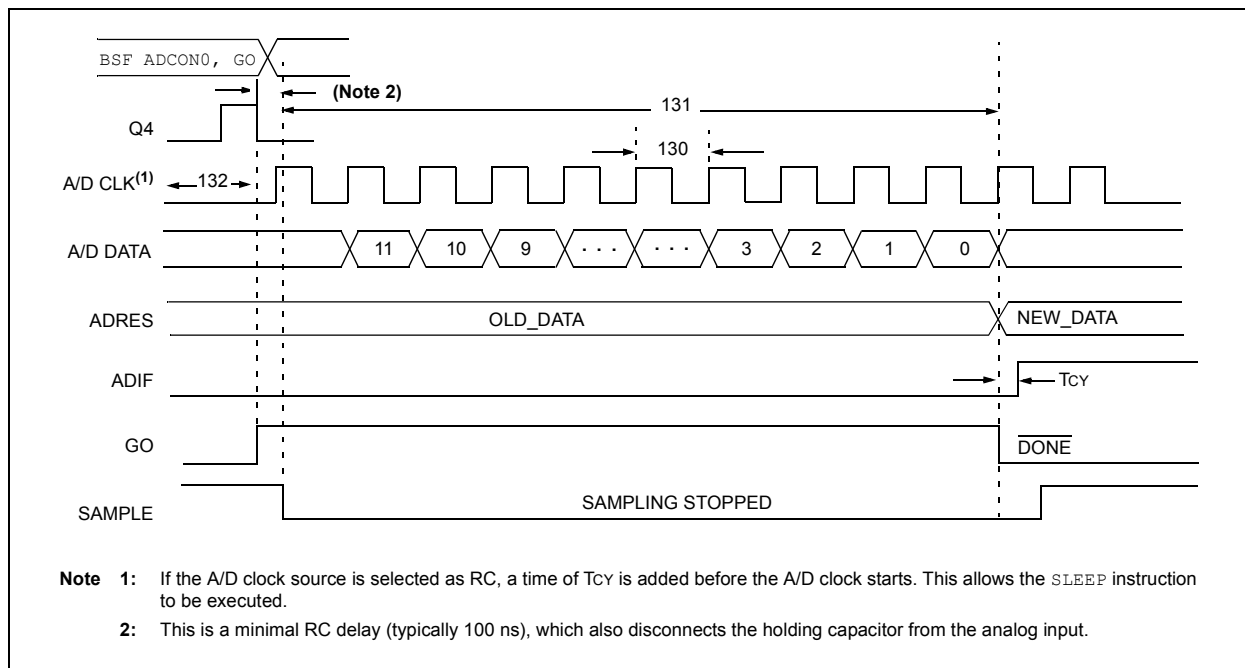 BSF ADCON0, GO
(Note 2)
131
Q4
130
A/D CLK(1)
132
A/D DATA
11 10 9 . . . . . . 3 2 1 0
ADRES
OLD_DATA
NEW_DATA
ADIF
TCY
GO
DONE
SAMPLE
SAMPLING STOPPED
Note 1: If the A/D clock source is selected as RC, a time of TCY is added before the A/D clock starts. This allows the SLEEP instruction
to be executed.
2: This is a minimal RC delay (typically 100 ns), which also disconnects the holding capacitor from the analog input.